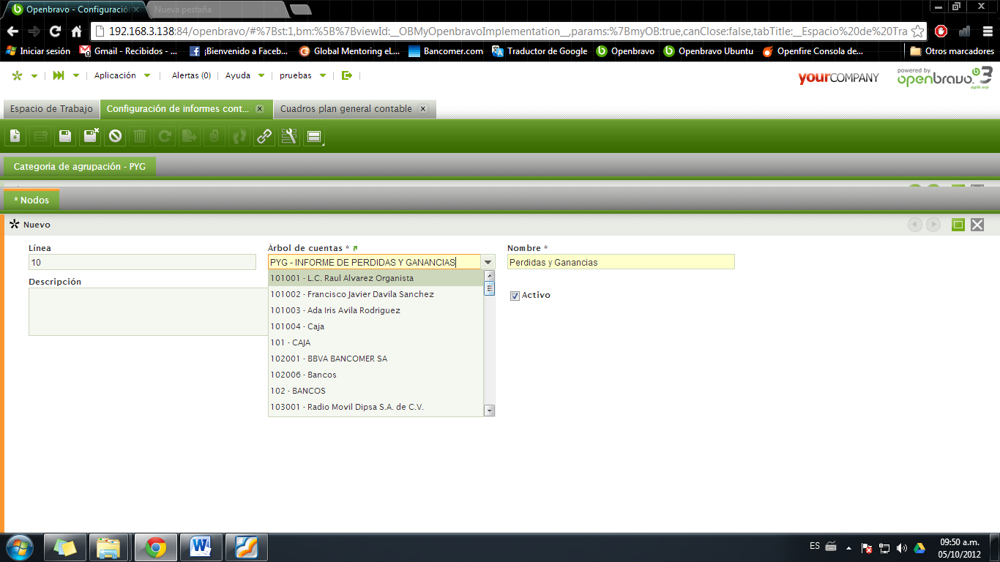 Openbravo - Configuración
Nueva pestaña
192.168.3.138:84/openbravo/#%7Bst:1,bm:%5B%7BviewId:__OBMyOpenbravoImplementation__,params:%7BmyOB:true,canClose:false,tabTitle:__Espacio%20de%20Tra
Iniciar sesión
Gmail - Recibidos - ...
¡Bienvenido a Faceb...
Global Mentoring eL...
Bancomer.com
Traductor de Google
Openbravo
Openbravo Ubuntu
Openfire Consola de...
Otros marcadores
Aplicación
Alertas (0)
Ayuda
pruebas
yourCOMPANY
powered by
openbravo 3
agile erp
Espacio de Trabajo
Configuración de informes cont...
Cuadros plan general contable
Categoría de agrupación - PYG
* Nodos
Nuevo
Línea
Árbol de cuentas *
Nombre *
10
PYG - INFORME DE PERDIDAS Y GANANCIAS
Perdidas y Ganancias
Descripción
Activo
101001 - L.C. Raul Alvarez Organista
101002 - Francisco Javier Davila Sanchez
101003 - Ada Iris Avila Rodriguez
101004 - Caja
101 - CAJA
102001 - BBVA BANCOMER SA
102006 - Bancos
102 - BANCOS
103001 - Radio Movil Dipsa S.A. de C.V.
ES
09:50 a.m.
05/10/2012